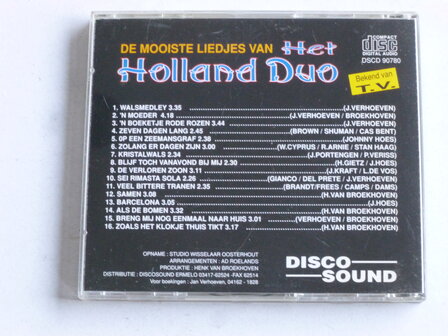 DE MOOISTE LIEDJES VAN Het
Holland Duo
COMPACT
disc
DIGITAL AUDIO
DSCD 90780
Bekend van
T.V.
1. WALSMEDLEY 3.35 (J.VERHOEVEN)
2. 'N MOEDER 4.18 (J.VERHOEVEN / BROEKHOVEN)
3. 'N BOEKETJE RODE ROZEN 3.44 (J.VERHOEVEN)
4. ZEVEN DAGEN LANG 2.45 (BROWN / SHUMAN / CAS BENT)
5. OP EEN ZEEMANSGRAF 2.38 (JOHNNY HOES)
6. ZOLANG ER DAGEN ZIJN 3.00 (W.CYPRUS / R.ARNIE / STAN HAAG)
7. KRISTALWALS 2.34 (J.PORTENGEN / P.VERISS)
8. BLIJF TOCH VANAVOND BIJ MIJ 2.30 (H.GIETZ / J.HOES)
9. DE VERLOREN ZOON 3.11 (J.KRAFT / L.DE VOS)
10. SEI RIMASTA SOLA 2.26 (GIANCO / DEL PRETE / J.VERHOEVEN)
11. VEEL BITTERE TRANEN 2.35 (BRANDT/FREES / CAMPS / DAMS)
12. SAMEN 3.08 (H.VAN BROEKHOVEN)
13. BARCELONA 3.05 (J.HOES)
14. ALS DE BOMEN 2.32 (H.VAN BROEKHOVEN)
15. BRENG MIJ NOG EENMAAL NAAR HUIS 3.01 (VERHOEVEN / BROEKHOVEN)
16. ZOALS HET KLOKJE THUIS TIKT 3.17 (H.VAN BROEKHOVEN)
OPNAME : STUDIO WISSELAAR OOSTERHOUT
ARRANGEMENTEN : AD ROELANDS
PRODUKTIE : HENK VAN BROEKHOVEN
DISTRIBUTIE : DISCOSOUND ERMELO 03417-62524 -FAX 62514
Voor boekingen : Jan Verhoeven, 04162 - 1828
DISCO
SOUND